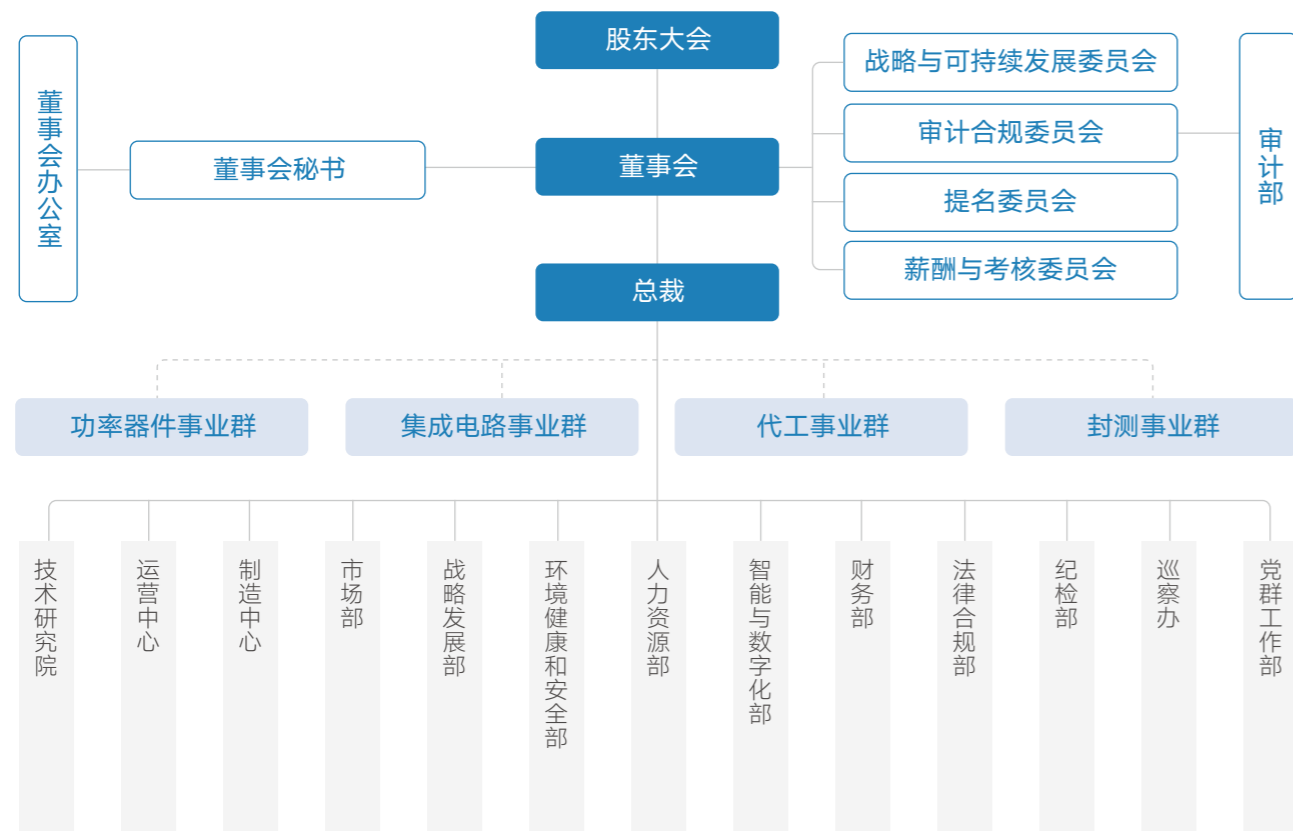 股东大会
董事会办公室
董事会秘书
董事会
战略与可持续发展委员会
审计合规委员会
提名委员会
薪酬与考核委员会
审计部
总裁
功率器件事业群
集成电路事业群
代工事业群
封测事业群
技术研究院
运营中心
制造中心
市场部
战略发展部
环境健康和安全部
人力资源部
智能与数字化部
财务部
法律合规部
纪检部
巡察办
党群工作部